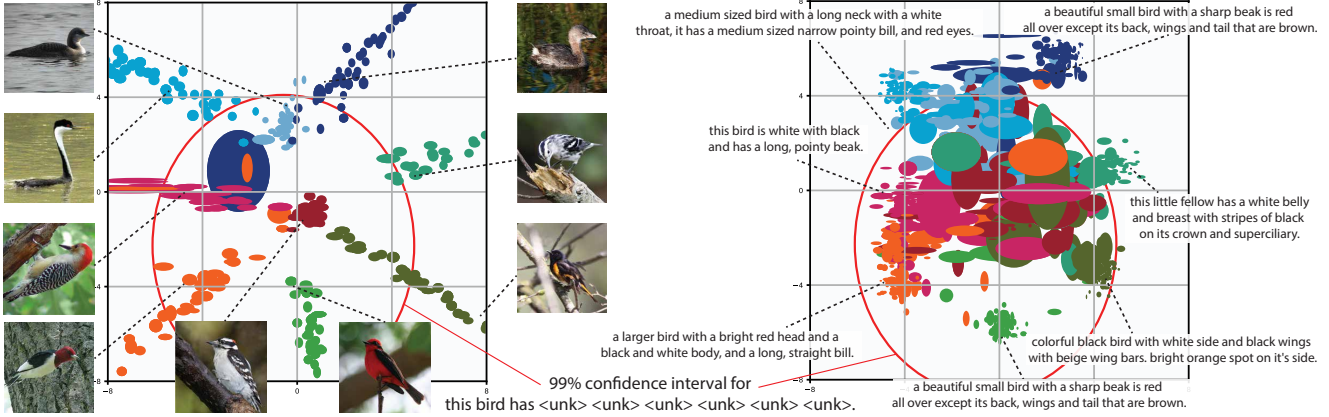 8
4
0
-4
-8
-8
0
8
a medium sized bird with a long neck with a white
throat, it has a medium sized narrow pointy bill, and red eyes.
a beautiful small bird with a sharp beak is red
all over except its back, wings and tail that are brown.
this bird is white with black
and has a long, pointy beak.
this little fellow has a white belly
and breast with stripes of black
on its crown and superciliary.
a larger bird with a bright red head and a
black and white body, and a long, straight bill.
colorful black bird with white side and black wings
with beige wing bars. bright orange spot on it's side.
8
4
0
−4
−8
−8
0
8
a beautiful small bird with a sharp beak is red
all over except its back, wings and tail that are brown.
99% confidence interval for
this bird has <unk> <unk> <unk> <unk> <unk> <unk>.